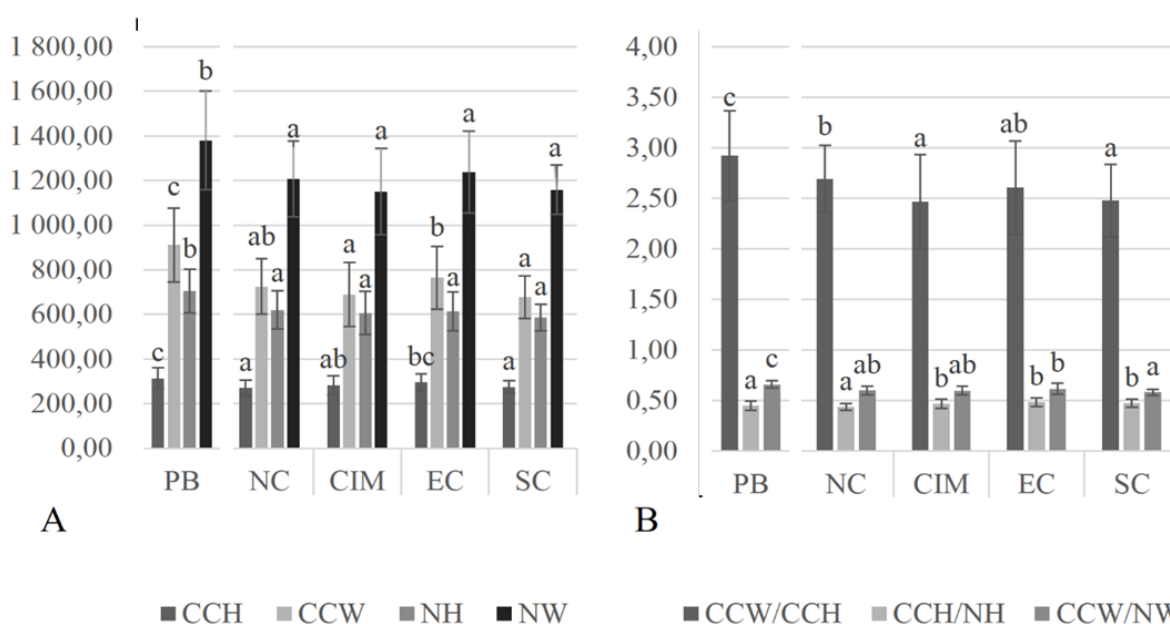 1 800,00
1 600,00
1 400,00
1 200,00
1 000,00
800,00
600,00
400,00
200,00
0,00
c c b b
a ab a a
ab a a a
bc b a a
a a a a
PB NC CIM EC SC
A
CCH CCW NH NW
4,00
3,50
3,00
2,50
2,00
1,50
1,00
0,50
0,00
c a c
b a ab
a b ab
ab b b
a b a
PB NC CIM EC SC
B
CCW/CCH CCH/NH CCW/NW